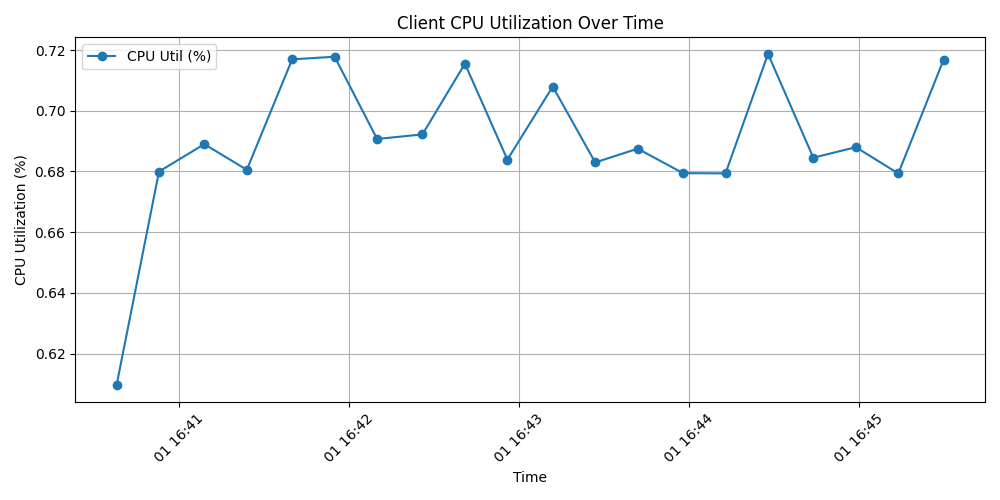 Client CPU Utilization Over Time
CPU Util (%)
CPU Utilization (%)
0.72
0.70
0.68
0.66
0.64
0.62
01 16:41
01 16:42
01 16:43
01 16:44
01 16:45
Time